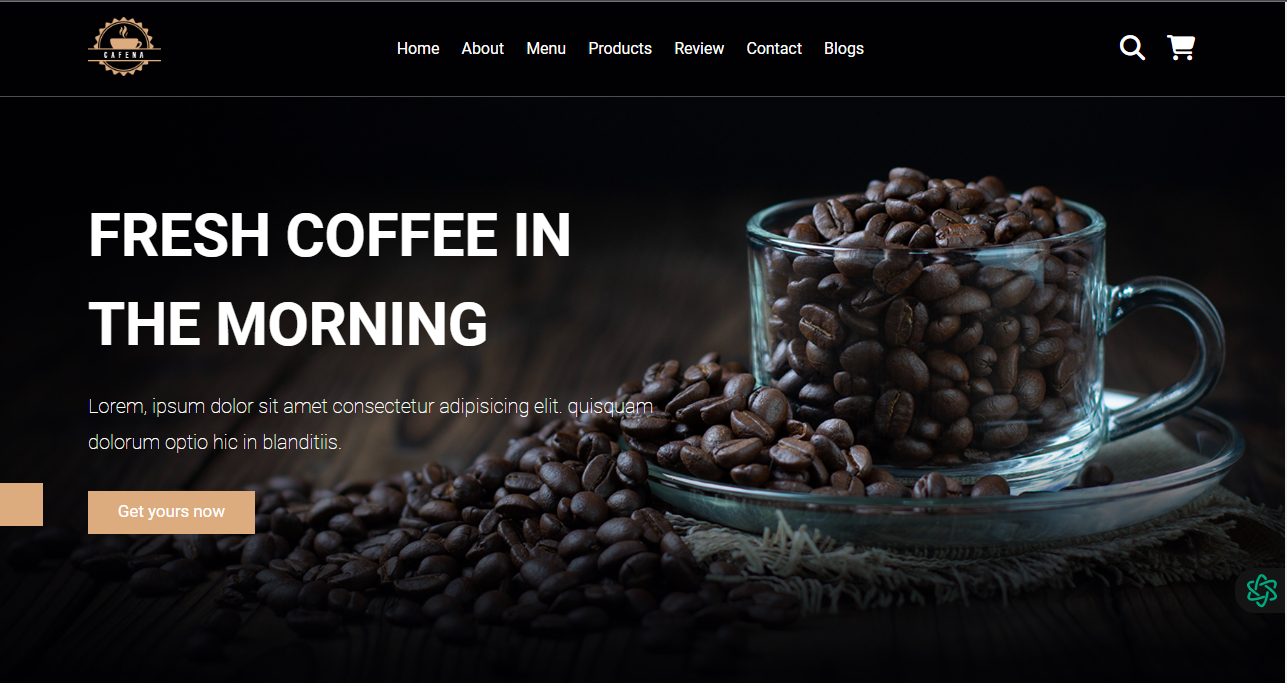 CAFENA
Home About Menu Products Review Contact Blogs
FRESH COFFEE IN
THE MORNING
Lorem, ipsum dolor sit amet consectetur adipisicing elit. quisquam
dolorum optio hic in blanditiis.
Get yours now